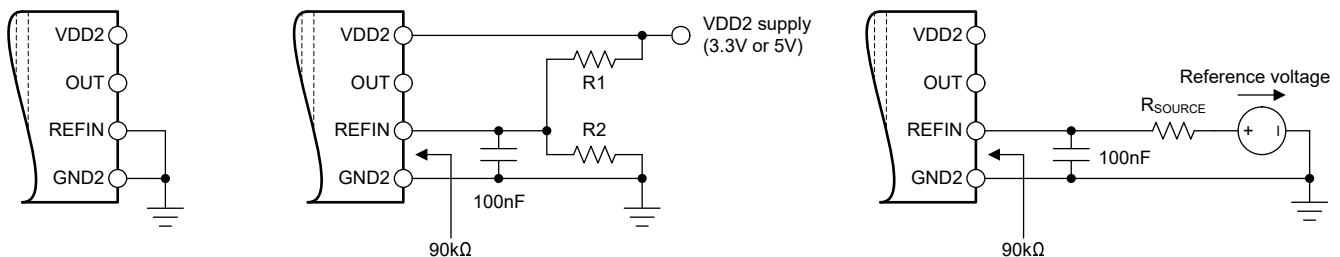 VDD2
OUT
REFIN
GND2
VDD2
OUT
REFIN
GND2
R1
R2
100nF
90kΩ
VDD2 supply
(3.3V or 5V)
VDD2
OUT
REFIN
GND2
RSOURCE
Reference voltage
+
I
100nF
90kΩ